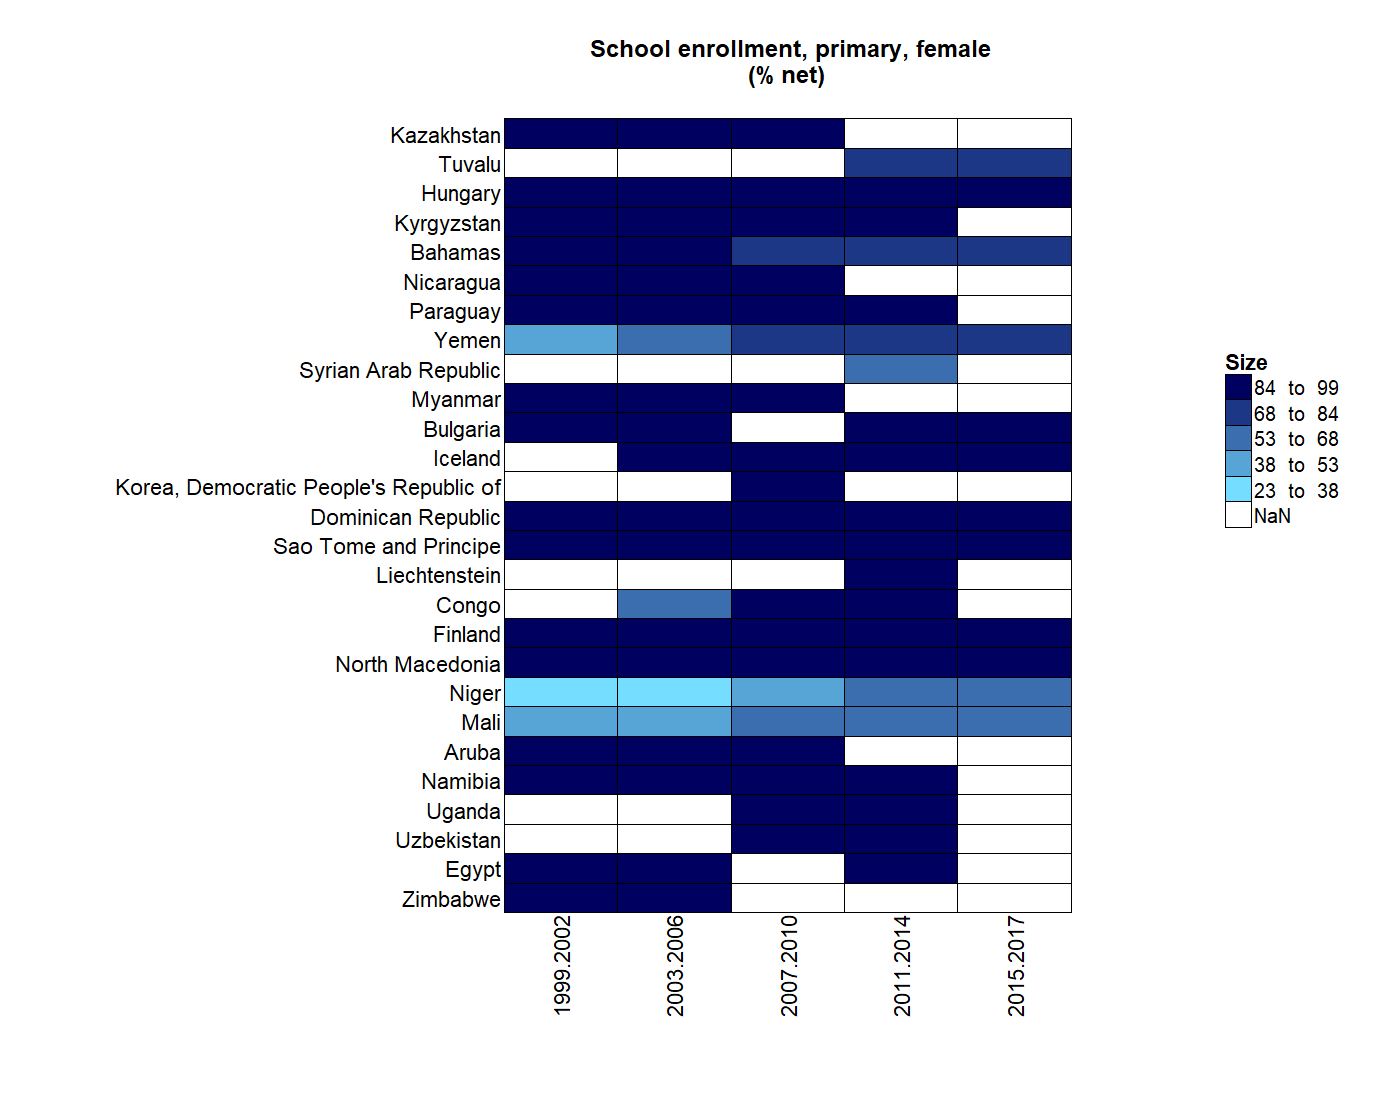 School enrollment, primary, female
(% net)
Kazakhstan
Tuvalu
Hungary
Kyrgyzstan
Bahamas
Nicaragua
Paraguay
Yemen
Syrian Arab Republic
Myanmar
Bulgaria
Iceland
Korea, Democratic People's Republic of
Dominican Republic
Sao Tome and Principe
Liechtenstein
Congo
Finland
North Macedonia
Niger
Mali
Aruba
Namibia
Uganda
Uzbekistan
Egypt
Zimbabwe
1999.2002
2003.2006
2007.2010
2011.2014
2015.2017
Size
84 to 99
68 to 84
53 to 68
38 to 53
23 to 38
NaN